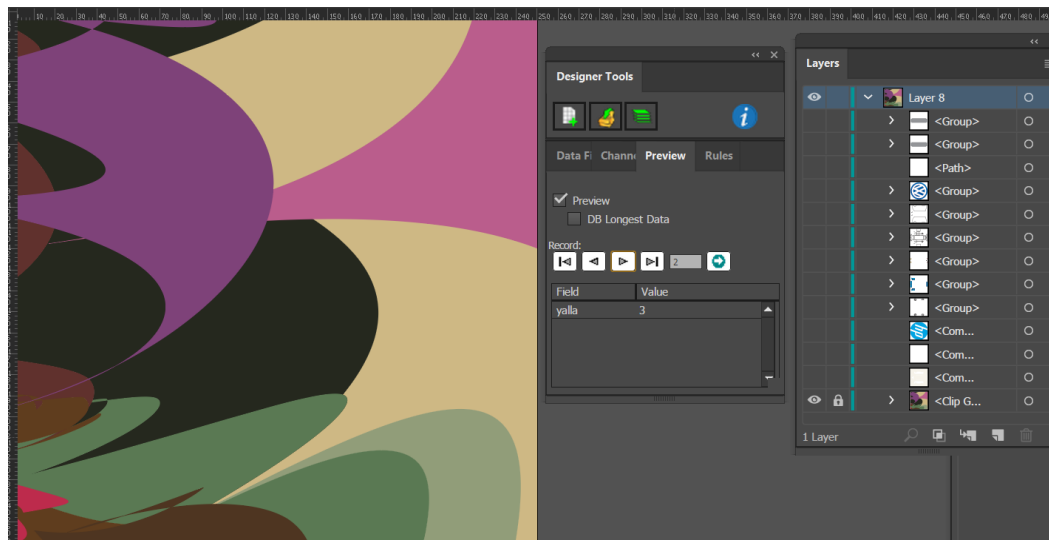 10 20 30 40 50 60 70 80 90 100 110 120 130 140 150 160 170 180 190 200 210 220 230 240 250 260 270 280 290 300 310 320 330 340 350 360 370 380 390 400 410 420 430 440 450 460 470 480
Designer Tools
i
Data Fi Channe Preview Rules
Preview
DB Longest Data
Record:
2
Field Value
yalla 3
Layers
Layer 8
<Group>
<Group>
<Path>
<Group>
<Group>
<Group>
<Group>
<Group>
<Group>
<Com...
<Com...
<Com...
<Clip G...
1 Layer